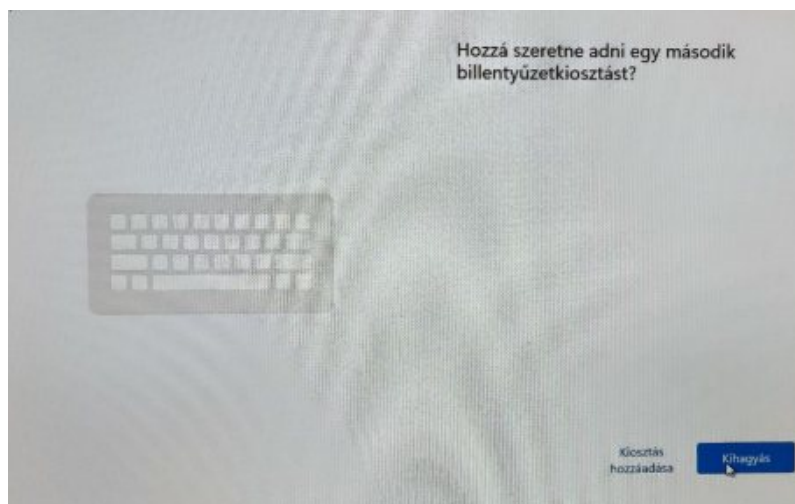 Hozzá szeretne adni egy második
billentyűzetkiosztást?
Kiosztás
hozzáadása
Kihagyás